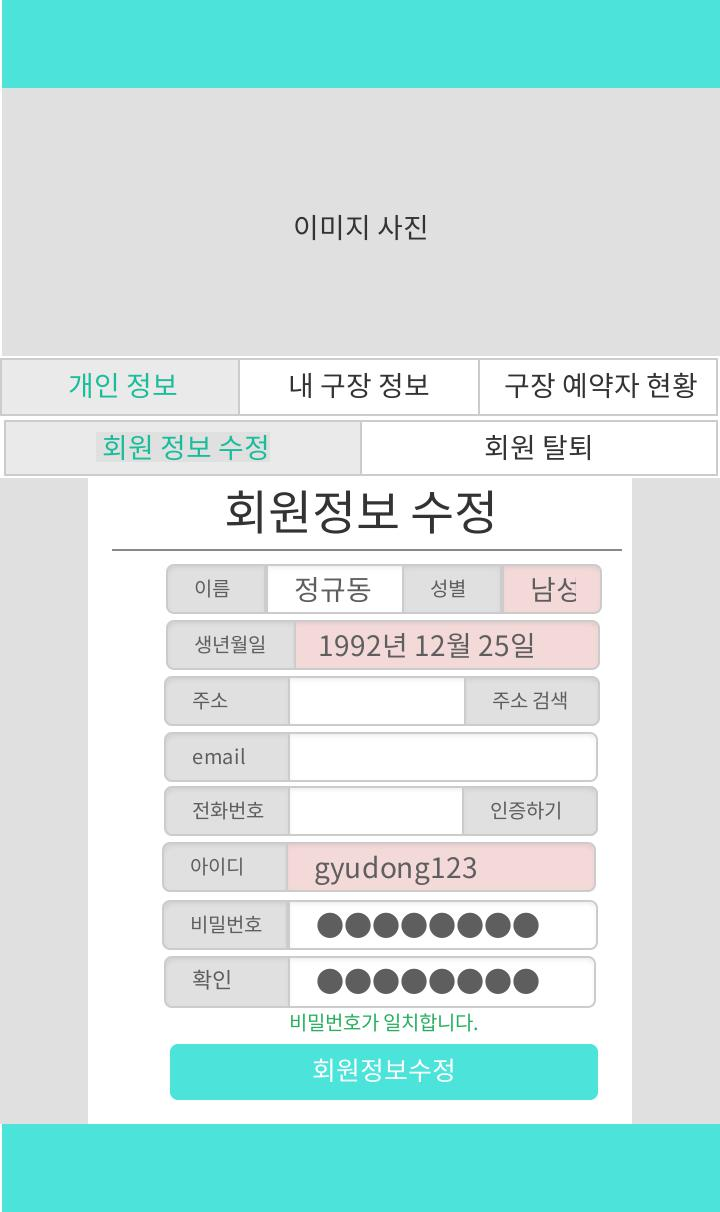 이미지 사진
개인 정보 내 구장 정보 구장 예약자 현황
회원 정보 수정 회원 탈퇴
회원정보 수정
이름 정규동 성별 남성
생년월일 1992년 12월 25일
주소 주소 검색
email
전화번호 인증하기
아이디 gyudong123
비밀번호 ●●●●●●●●
확인 ●●●●●●●●
비밀번호가 일치합니다.
회원정보수정